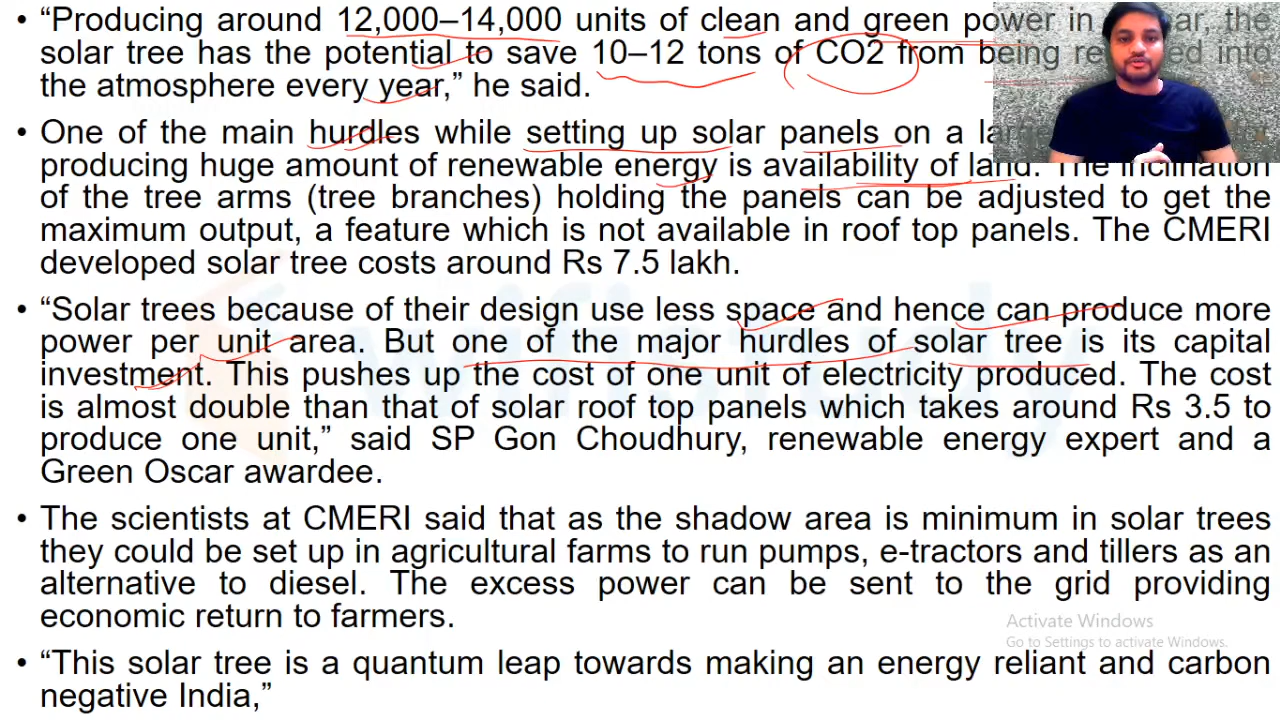 • “Producing around 12,000–14,000 units of clean and green power in the
solar tree has the potential to save 10–12 tons of CO2 from being into
the atmosphere every year,” he said.
• One of the main hurdles while setting up solar panels on a
producing huge amount of renewable energy is availability of land. The inclination
of the tree arms (tree branches) holding the panels can be adjusted to get the
maximum output, a feature which is not available in roof top panels. The CMERI
developed solar tree costs around Rs 7.5 lakh.
• “Solar trees because of their design use less space and hence can produce more
power per unit area. But one of the major hurdles of solar tree is its capital
investment. This pushes up the cost of one unit of electricity produced. The cost
is almost double than that of solar roof top panels which takes around Rs 3.5 to
produce one unit,” said SP Gon Choudhury, renewable energy expert and a
Green Oscar awardee.
• The scientists at CMERI said that as the shadow area is minimum in solar trees
they could be set up in agricultural farms to run pumps, e-tractors and tillers as an
alternative to diesel. The excess power can be sent to the grid providing
economic return to farmers.
Activate Windows
Go to Settings to activate Windows.
• “This solar tree is a quantum leap towards making an energy reliant and carbon
negative India,”